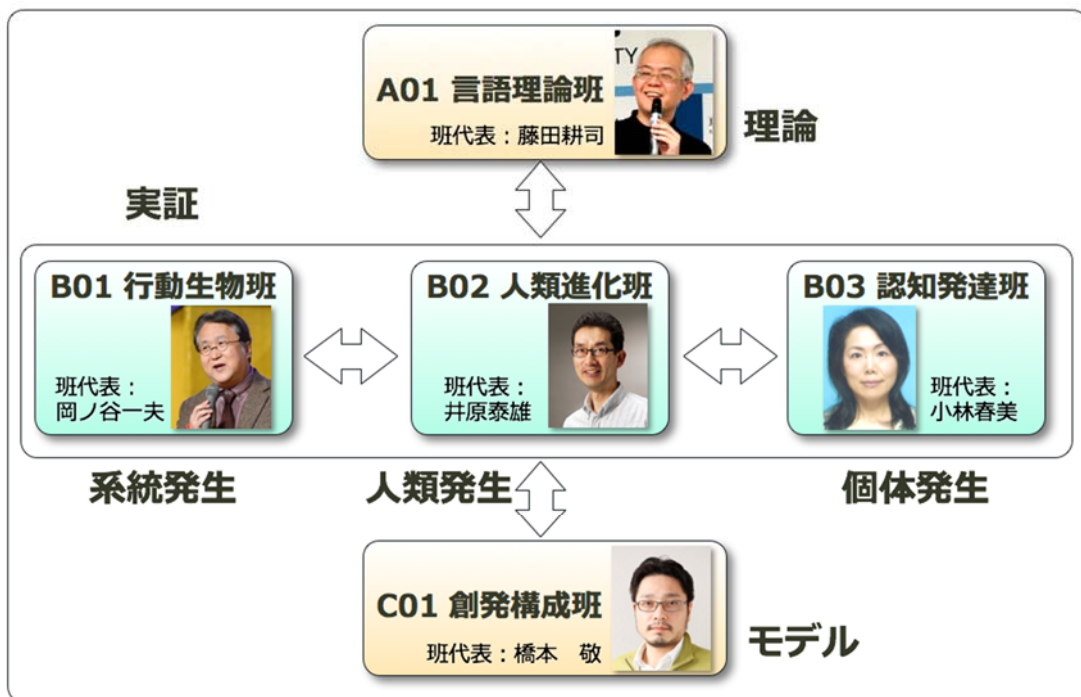 TY
A01 言語理論班
班代表：藤田耕司
理論
実証
B01 行動生物班
班代表：
岡ノ谷一夫
B02 人類進化班
班代表：
井原泰雄
B03 認知発達班
班代表：
小林春美
系統発生
人類発生
個体発生
C01 創発構成班
班代表：橋本　敬
モデル